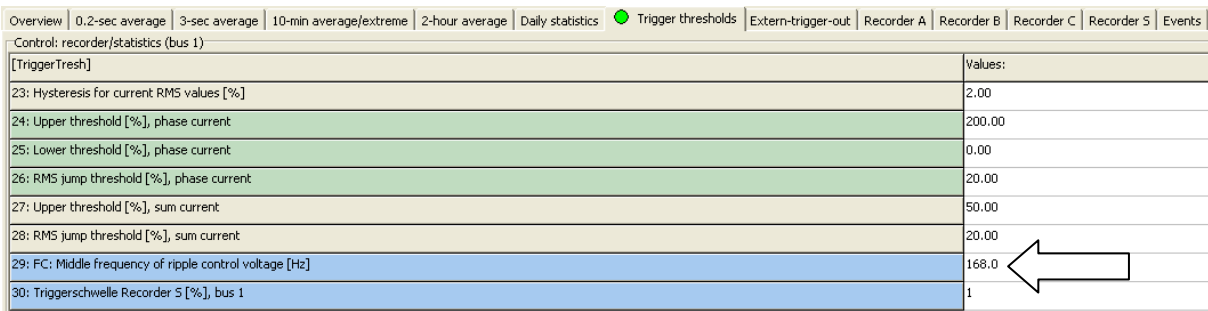 Overview 0.2-sec average 3-sec average 10-min average/extreme 2-hour average Daily statistics Trigger thresholds Extern-trigger-out Recorder A Recorder B Recorder C Recorder S Events
Control: recorder/statistics (bus 1)
[TriggerTresh] Values:
23: Hysteresis for current RMS values [%] 2.00
24: Upper threshold [%], phase current 200.00
25: Lower threshold [%], phase current 0.00
26: RMS jump threshold [%], phase current 20.00
27: Upper threshold [%], sum current 50.00
28: RMS jump threshold [%], sum current 20.00
29: FC: Middle frequency of ripple control voltage [Hz] 168.0
30: Triggerschwelle Recorder S [%], bus 1 1